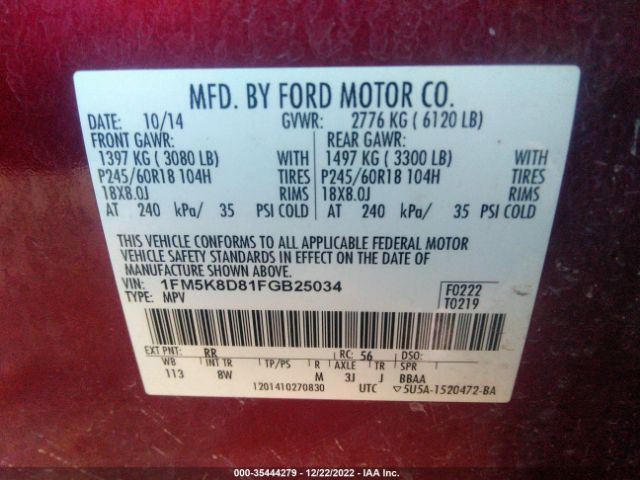 MFD. BY FORD MOTOR CO.
DATE: 10/14 GVWR: 2776 KG ( 6120 LB)
FRONT GAWR: REAR GAWR:
1397 KG ( 3080 LB) WITH 1497 KG ( 3300 LB) WITH
P245/60R18 104H TIRES P245/60R18 104H TIRES
18X8.0J RIMS 18X8.0J RIMS
AT 240 kPa/ 35 PSI COLD AT 240 kPa/ 35 PSI COLD
THIS VEHICLE CONFORMS TO ALL APPLICABLE FEDERAL MOTOR
VEHICLE SAFETY STANDARDS IN EFFECT ON THE DATE OF
MANUFACTURE SHOWN ABOVE.
VIN: 1FM5K8D81FGB25034 F0222
TYPE: MPV T0219
EXT PNT: RR RC: 56 DSO:
WB INT TR TP/PS R AXLE TR SPR
113 8W M 3J J BBAA
1201410270830 UTC ▽5U5A-1520472-BA
000-35444279 - 12/22/2022 - IAA Inc.